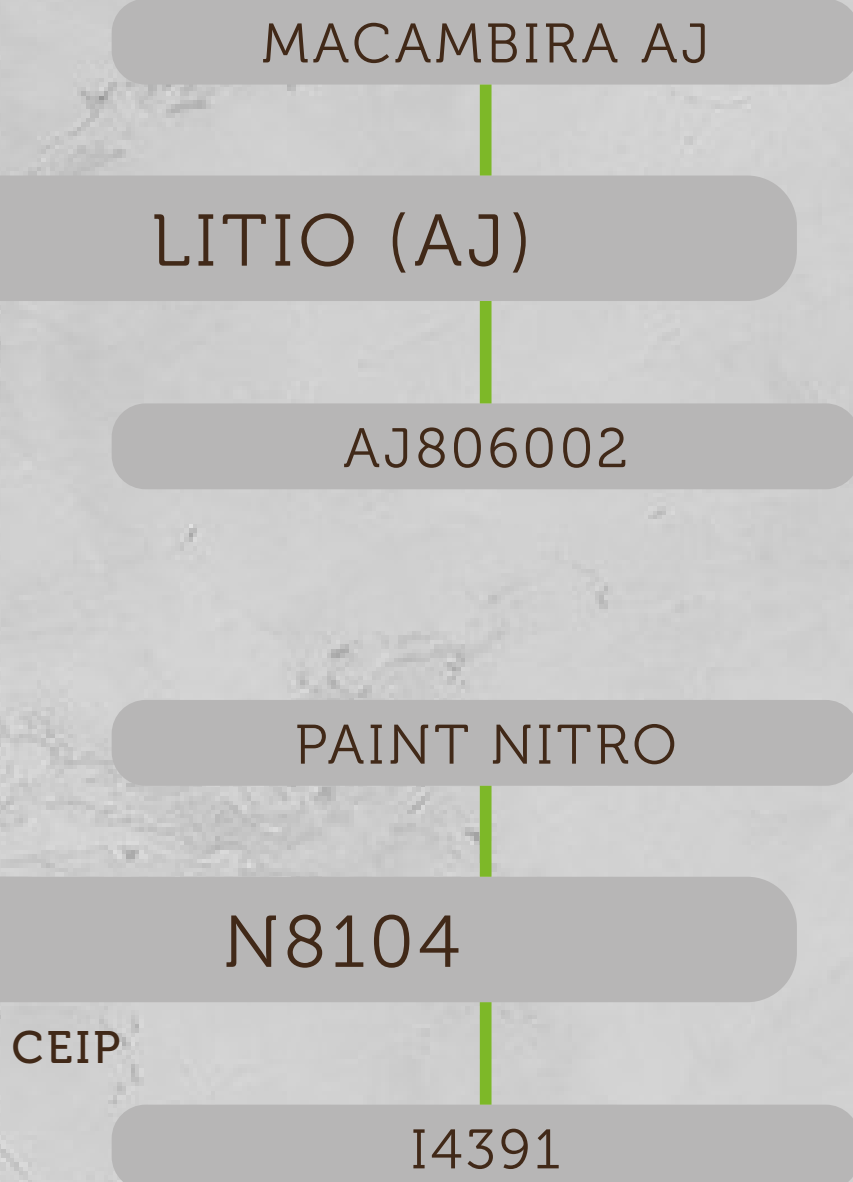 MACAMBIRA AJ
LITIO (AJ)
AJ806002
PAINT NITRO
N8104
CEIP
I4391